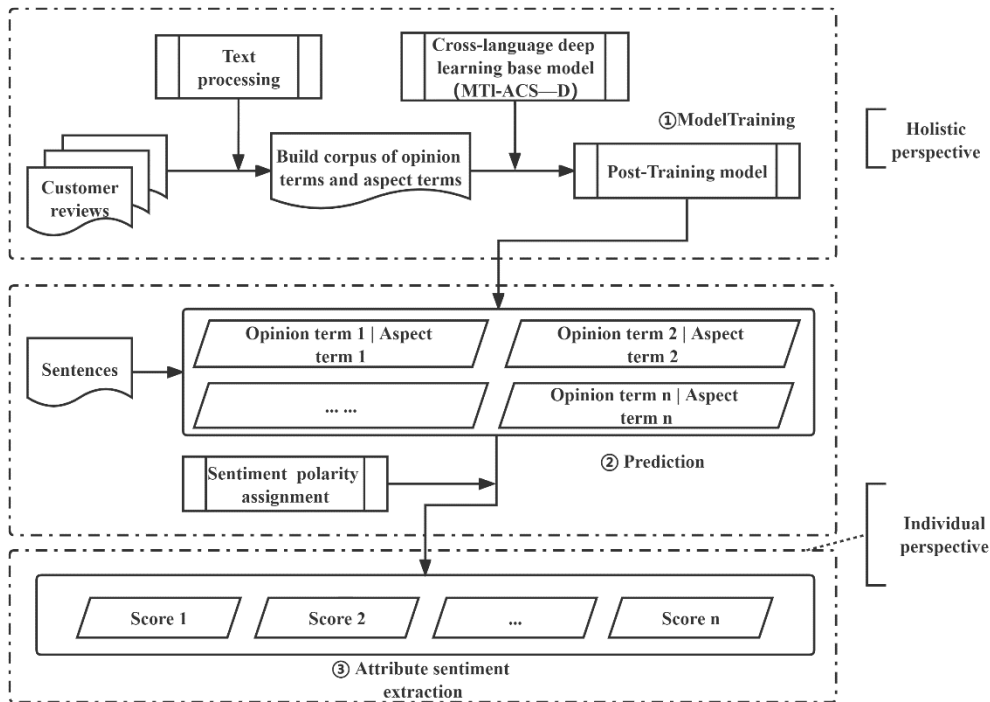 Text
processing
Cross-language deep
learning base model
(MTl-ACS—D)
①ModelTraining
Holistic
perspective
Customer
reviews
Build corpus of opinion
terms and aspect terms
Post-Training model
Sentences
Opinion term 1 | Aspect
term 1
Opinion term 2 | Aspect
term 2
... ...
Opinion term n | Aspect
term n
② Prediction
Sentiment polarity
assignment
Individual
perspective
Score 1
Score 2
...
Score n
③ Attribute sentiment
extraction